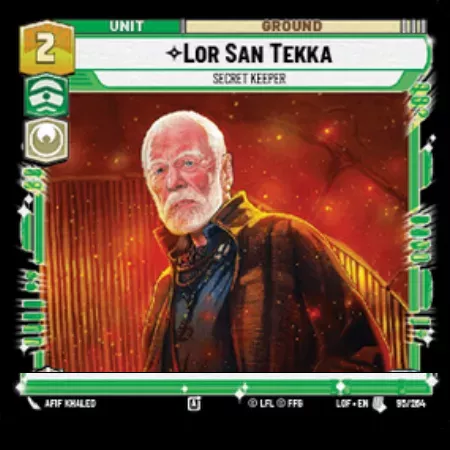 UNIT GROUND
2
LOR SAN TEKKA
SECRET KEEPER
AFIF KHALED
A
© LFL © FFG
LOF • EN
95/264